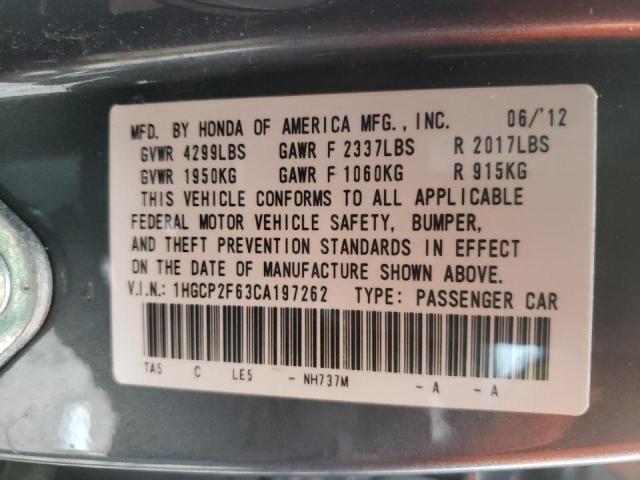 MFD. BY HONDA OF AMERICA MFG., INC. 06/'12
GVWR 4299LBS GAWR F 2337LBS R 2017LBS
GVWR 1950KG GAWR F 1060KG R 915KG
THIS VEHICLE CONFORMS TO ALL APPLICABLE
FEDERAL MOTOR VEHICLE SAFETY, BUMPER,
AND THEFT PREVENTION STANDARDS IN EFFECT
ON THE DATE OF MANUFACTURE SHOWN ABOVE.
V.I.N.: 1HGCP2F63CA197262 TYPE: PASSENGER CAR
TA5 C LE5 - NH737M - A - A